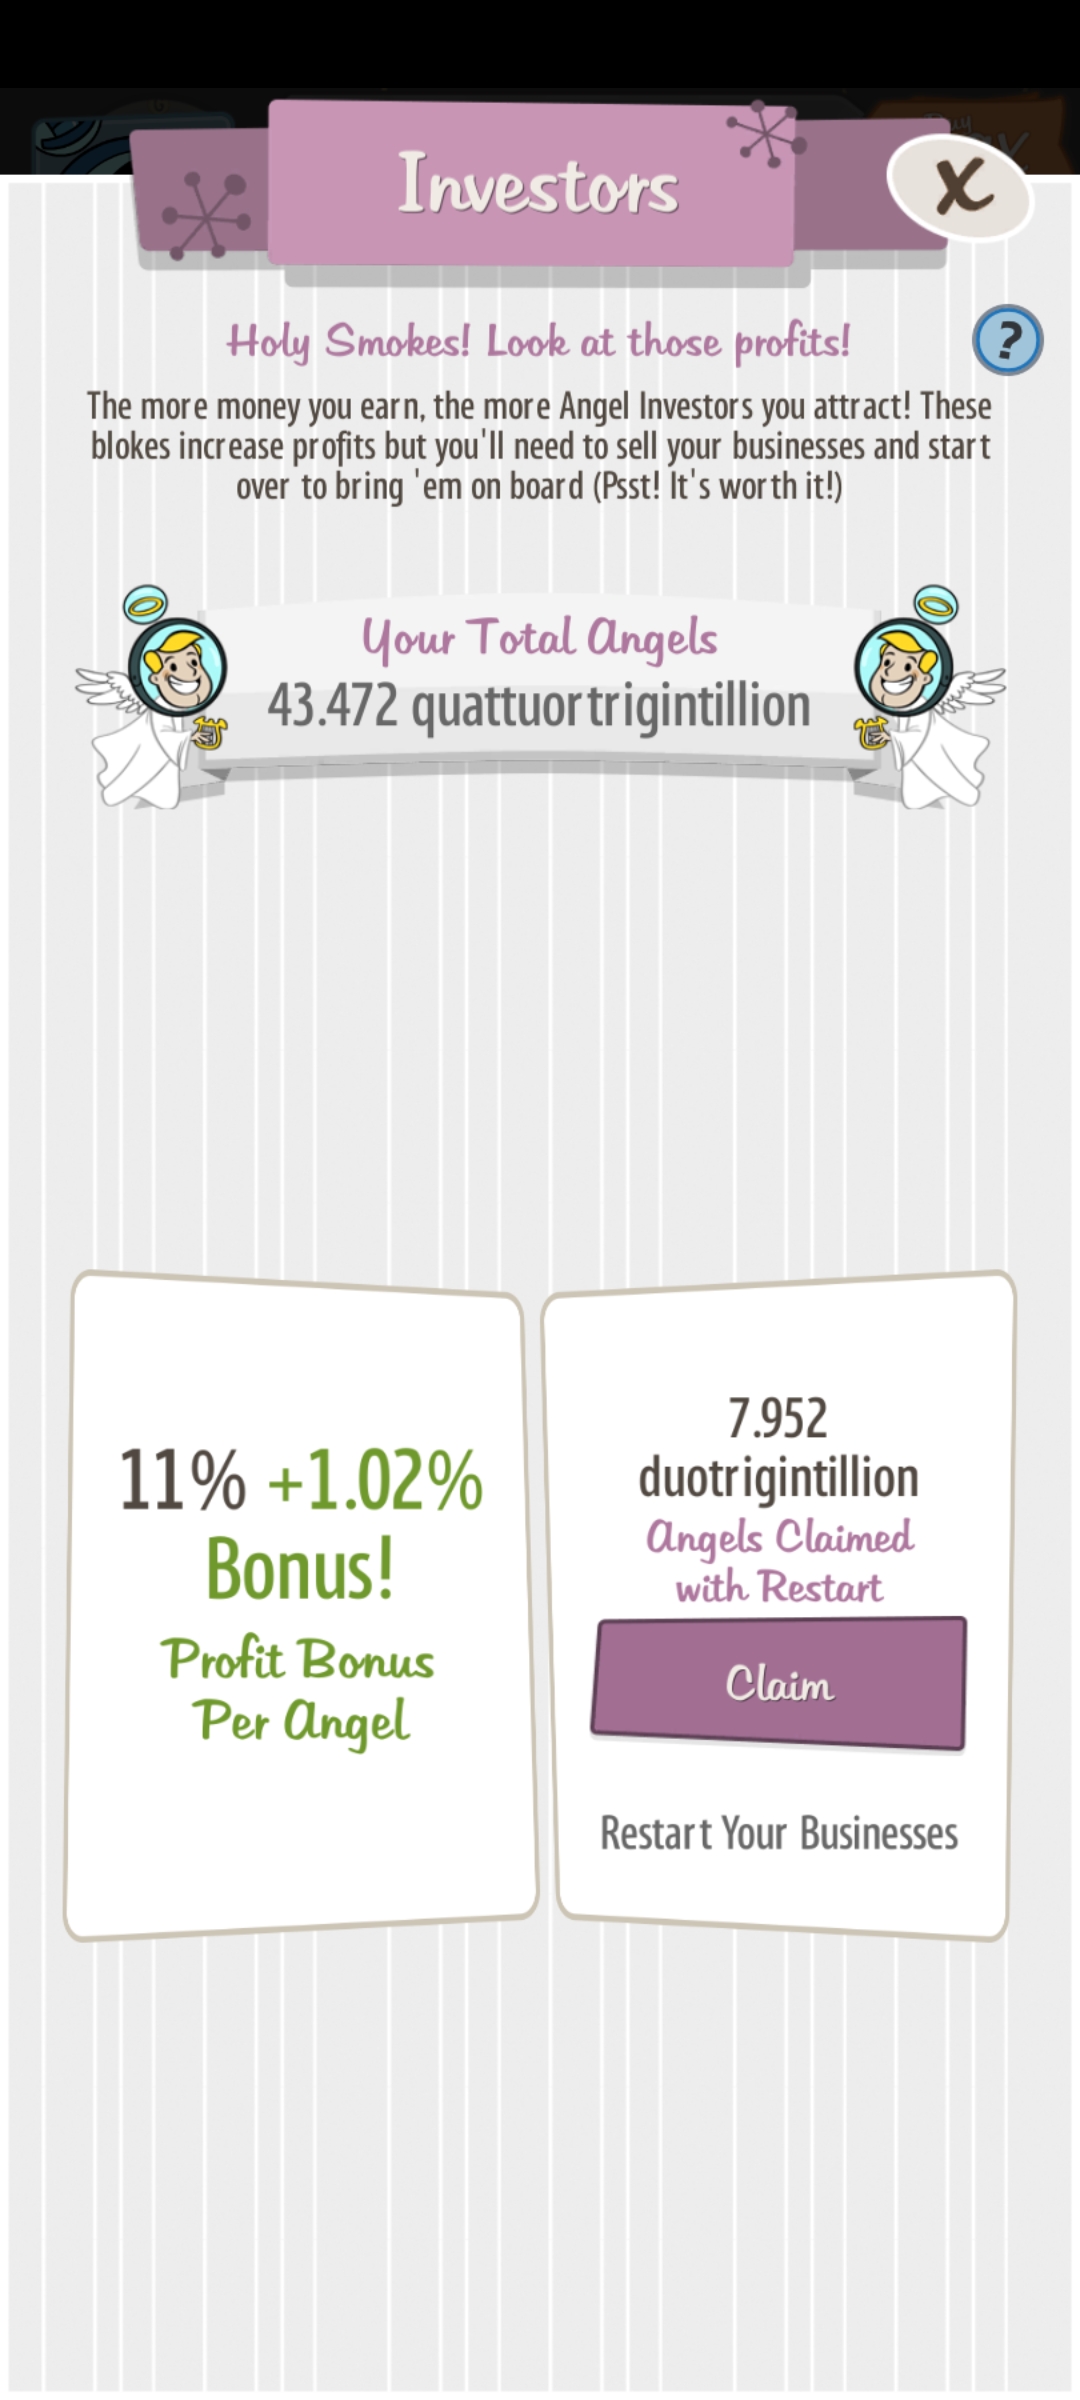 Investors
X
Holy Smokes! Look at those profits!
?
The more money you earn, the more Angel Investors you attract! These
blokes increase profits but you'll need to sell your businesses and start
over to bring 'em on board (Psst! It's worth it!)
Your Total Angels
43.472 quattuortrigintillion
11% +1.02%
Bonus!
Profit Bonus
Per Angel
7.952
duotrigintillion
Angels Claimed
with Restart
Claim
Restart Your Businesses